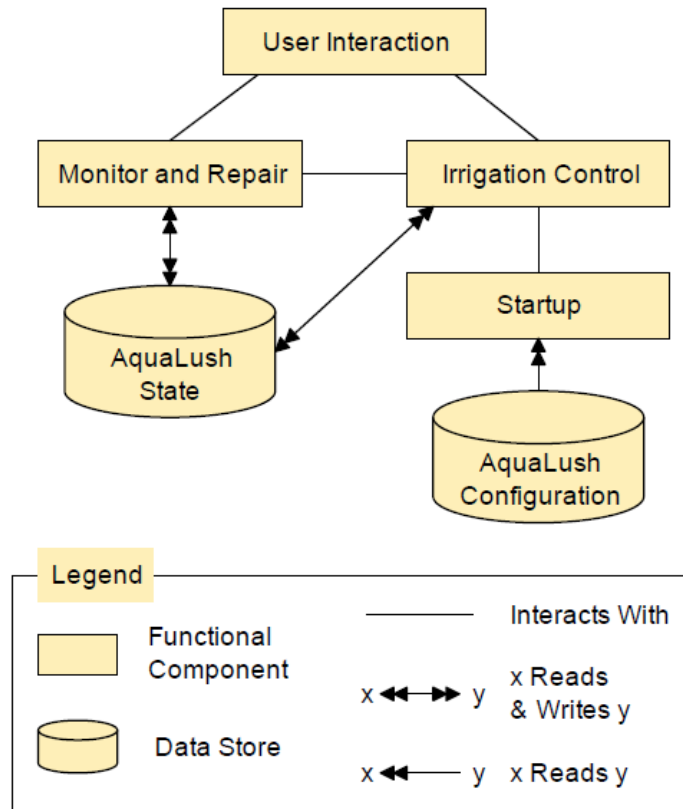 User Interaction
Monitor and Repair
Irrigation Control
Startup
AquaLush
State
AquaLush
Configuration
Legend
Functional
Component
Data Store
Interacts With
x y x Reads
& Writes y
x y x Reads y